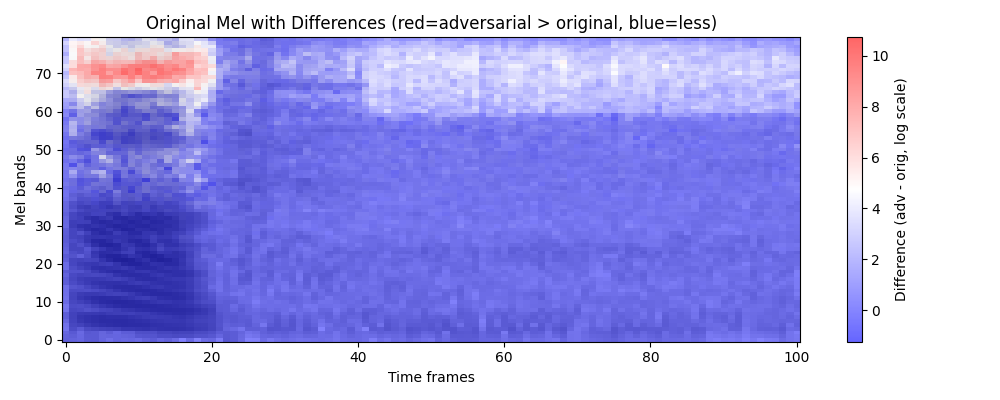 Original Mel with Differences (red=adversarial > original, blue=less)
Mel bands
70
60
50
40
30
20
10
0
0 20 40 60 80 100
Time frames
10
8
6
4
2
0
Difference (adv - orig, log scale)